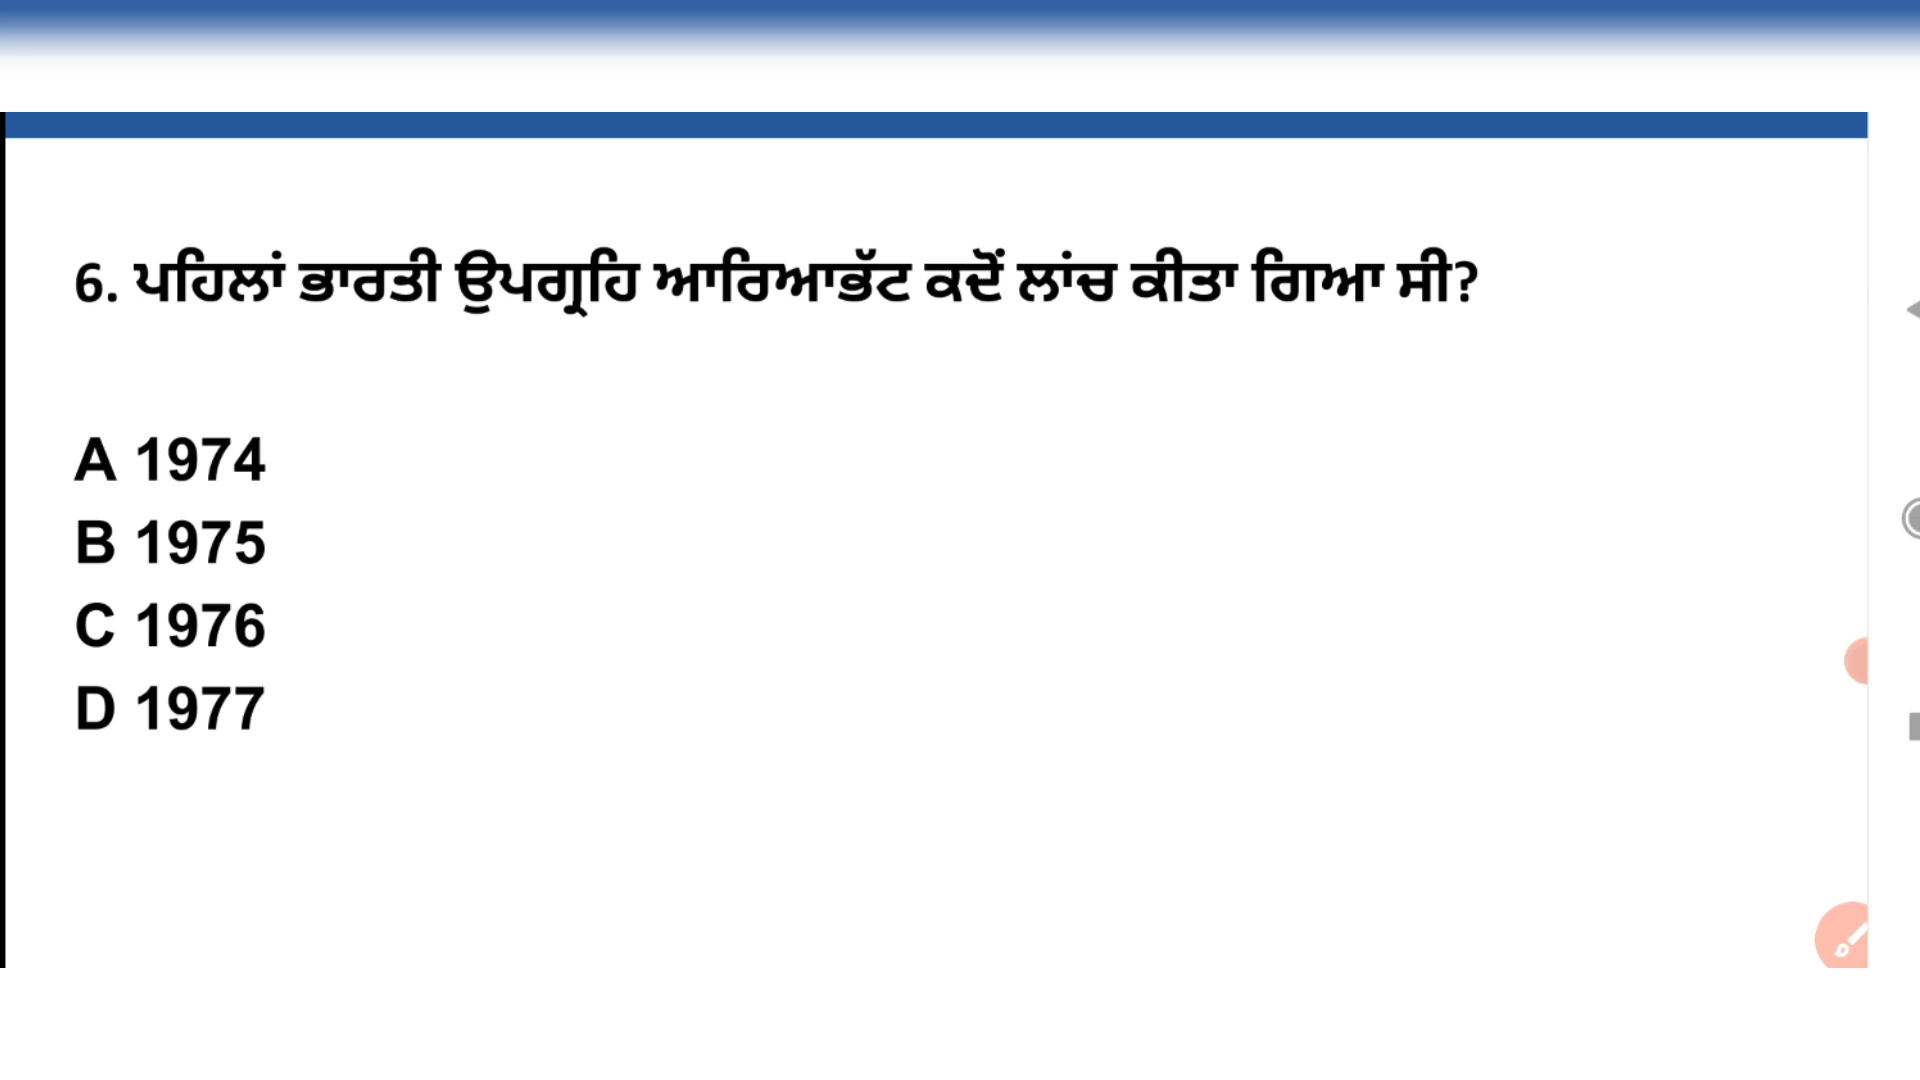 6. ਪਹਿਲਾਂ ਭਾਰਤੀ ਉਪਗ੍ਰਹਿ ਆਰਿਆਭੱਟ ਕਦੋਂ ਲਾਂਚ ਕੀਤਾ ਗਿਆ ਸੀ?
A 1974
B 1975
C 1976
D 1977